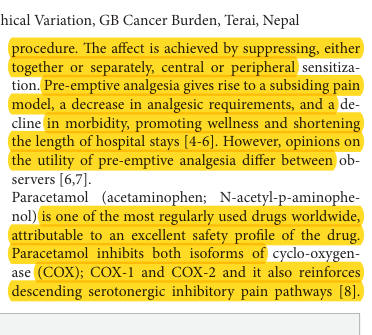 hical Variation, GB Cancer Burden, Terai, Nepal
procedure. The affect is achieved by suppressing, either
together or separately, central or peripheral sensitiza-
tion. Pre-emptive analgesia gives rise to a subsiding pain
model, a decrease in analgesic requirements, and a de-
cline in morbidity, promoting wellness and shortening
the length of hospital stays [4-6]. However, opinions on
the utility of pre-emptive analgesia differ between ob-
servers [6,7].
Paracetamol (acetaminophen; N-acetyl-p-aminophe-
nol) is one of the most regularly used drugs worldwide,
attributable to an excellent safety profile of the drug.
Paracetamol inhibits both isoforms of cyclo-oxygen-
ase (COX); COX-1 and COX-2 and it also reinforces
descending serotonergic inhibitory pain pathways [8].